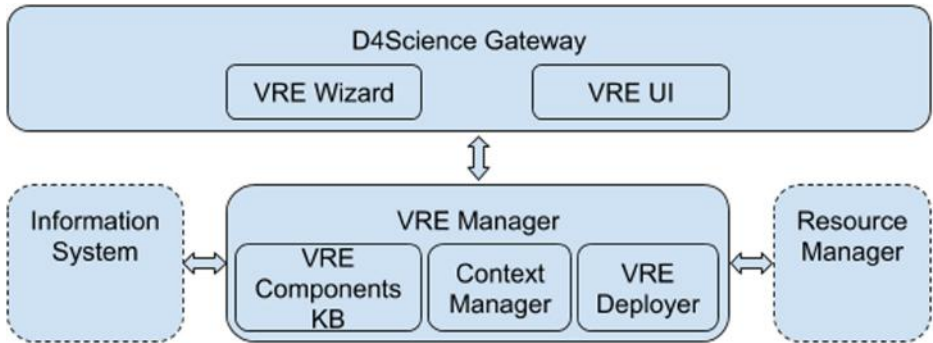 D4Science Gateway
VRE Wizard
VRE UI
Information
System
VRE Manager
VRE
Components
KB
Context
Manager
VRE
Deployer
Resource
Manager